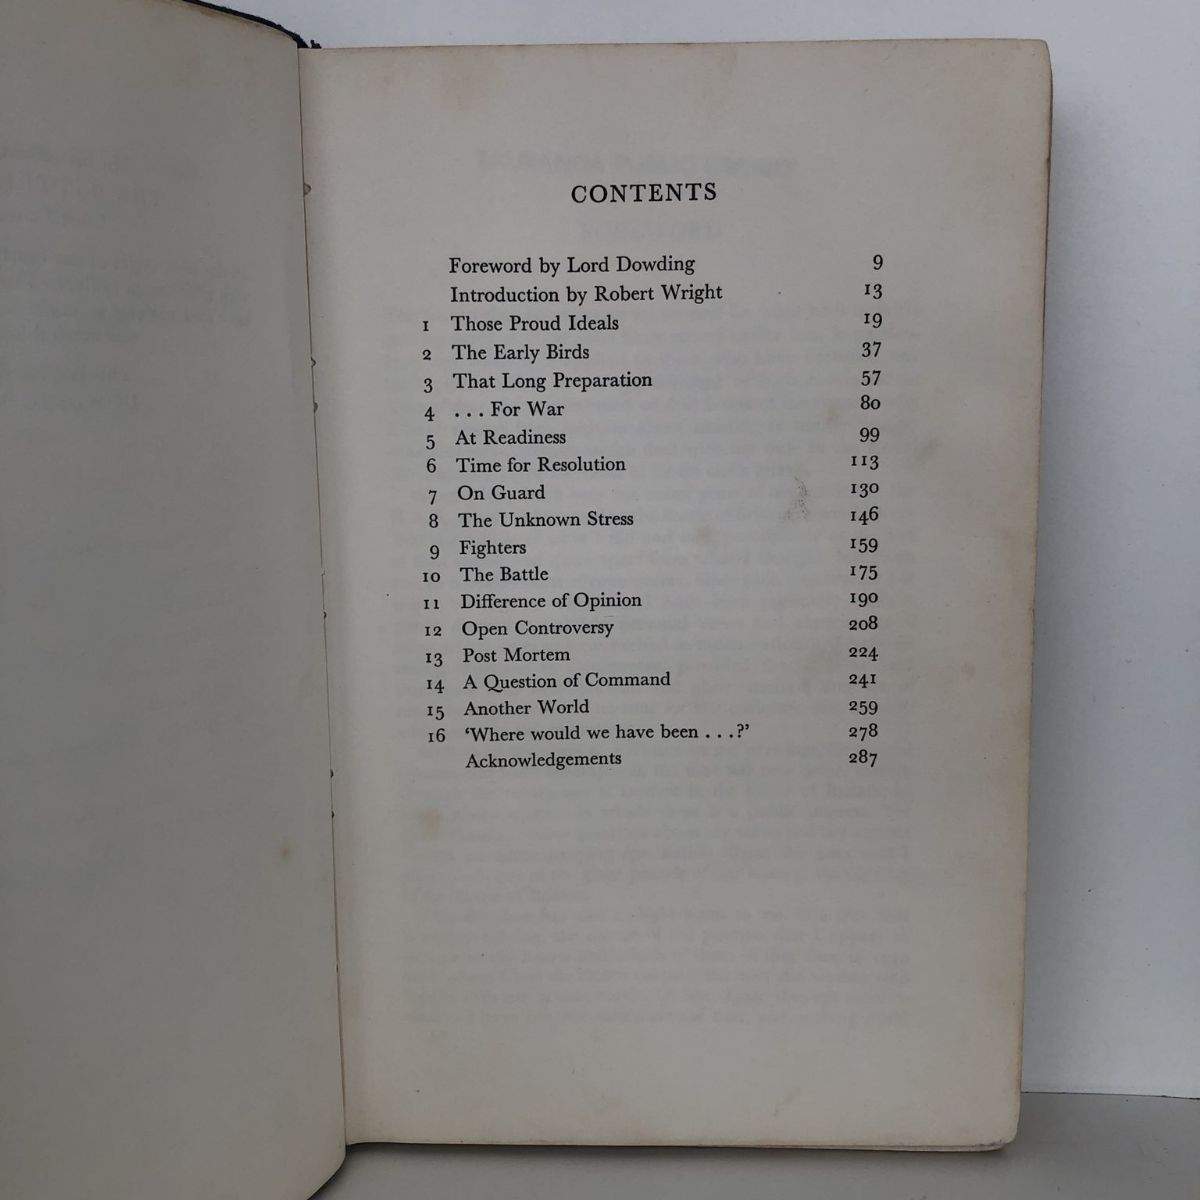 CONTENTS
Foreword by Lord Dowding 9
Introduction by Robert Wright 13
1 Those Proud Ideals 19
2 The Early Birds 37
3 That Long Preparation 57
4 . . . For War 80
5 At Readiness 99
6 Time for Resolution 113
7 On Guard 130
8 The Unknown Stress 146
9 Fighters 159
10 The Battle 175
11 Difference of Opinion 190
12 Open Controversy 208
13 Post Mortem 224
14 A Question of Command 241
15 Another World 259
16 ‘Where would we have been . . .?’ 278
Acknowledgements 287